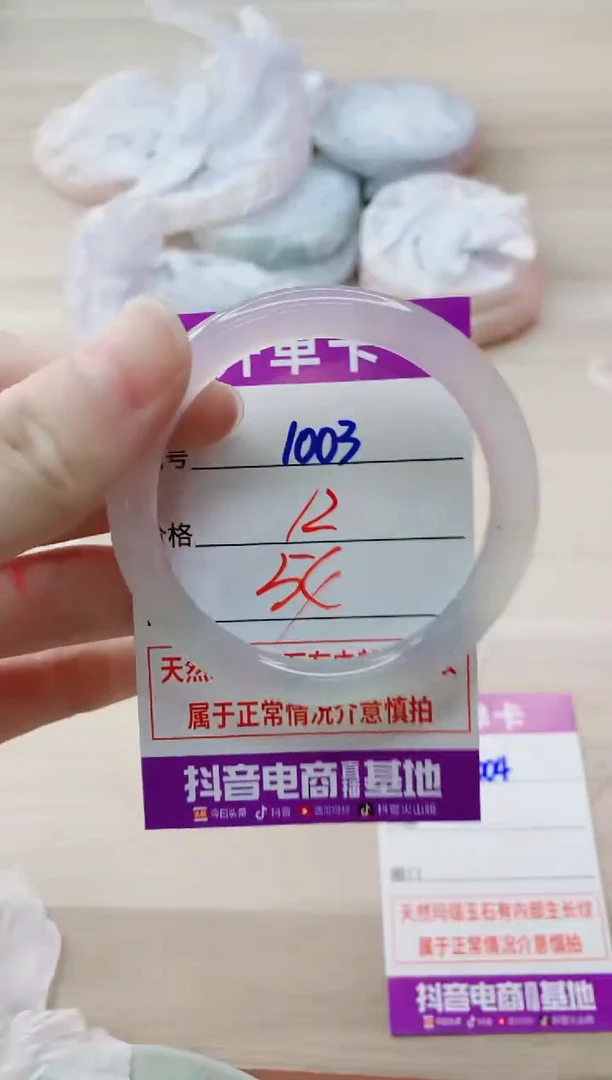 单卡
号 1003
格 12
5
天然
属于正常情况介意慎拍
抖音电商直播基地
今日头条 抖音 西瓜视频 抖音火山版
单卡
04
天然玛瑙玉石有内部生长纹
属于正常情况介意慎拍
抖音电商直播基地